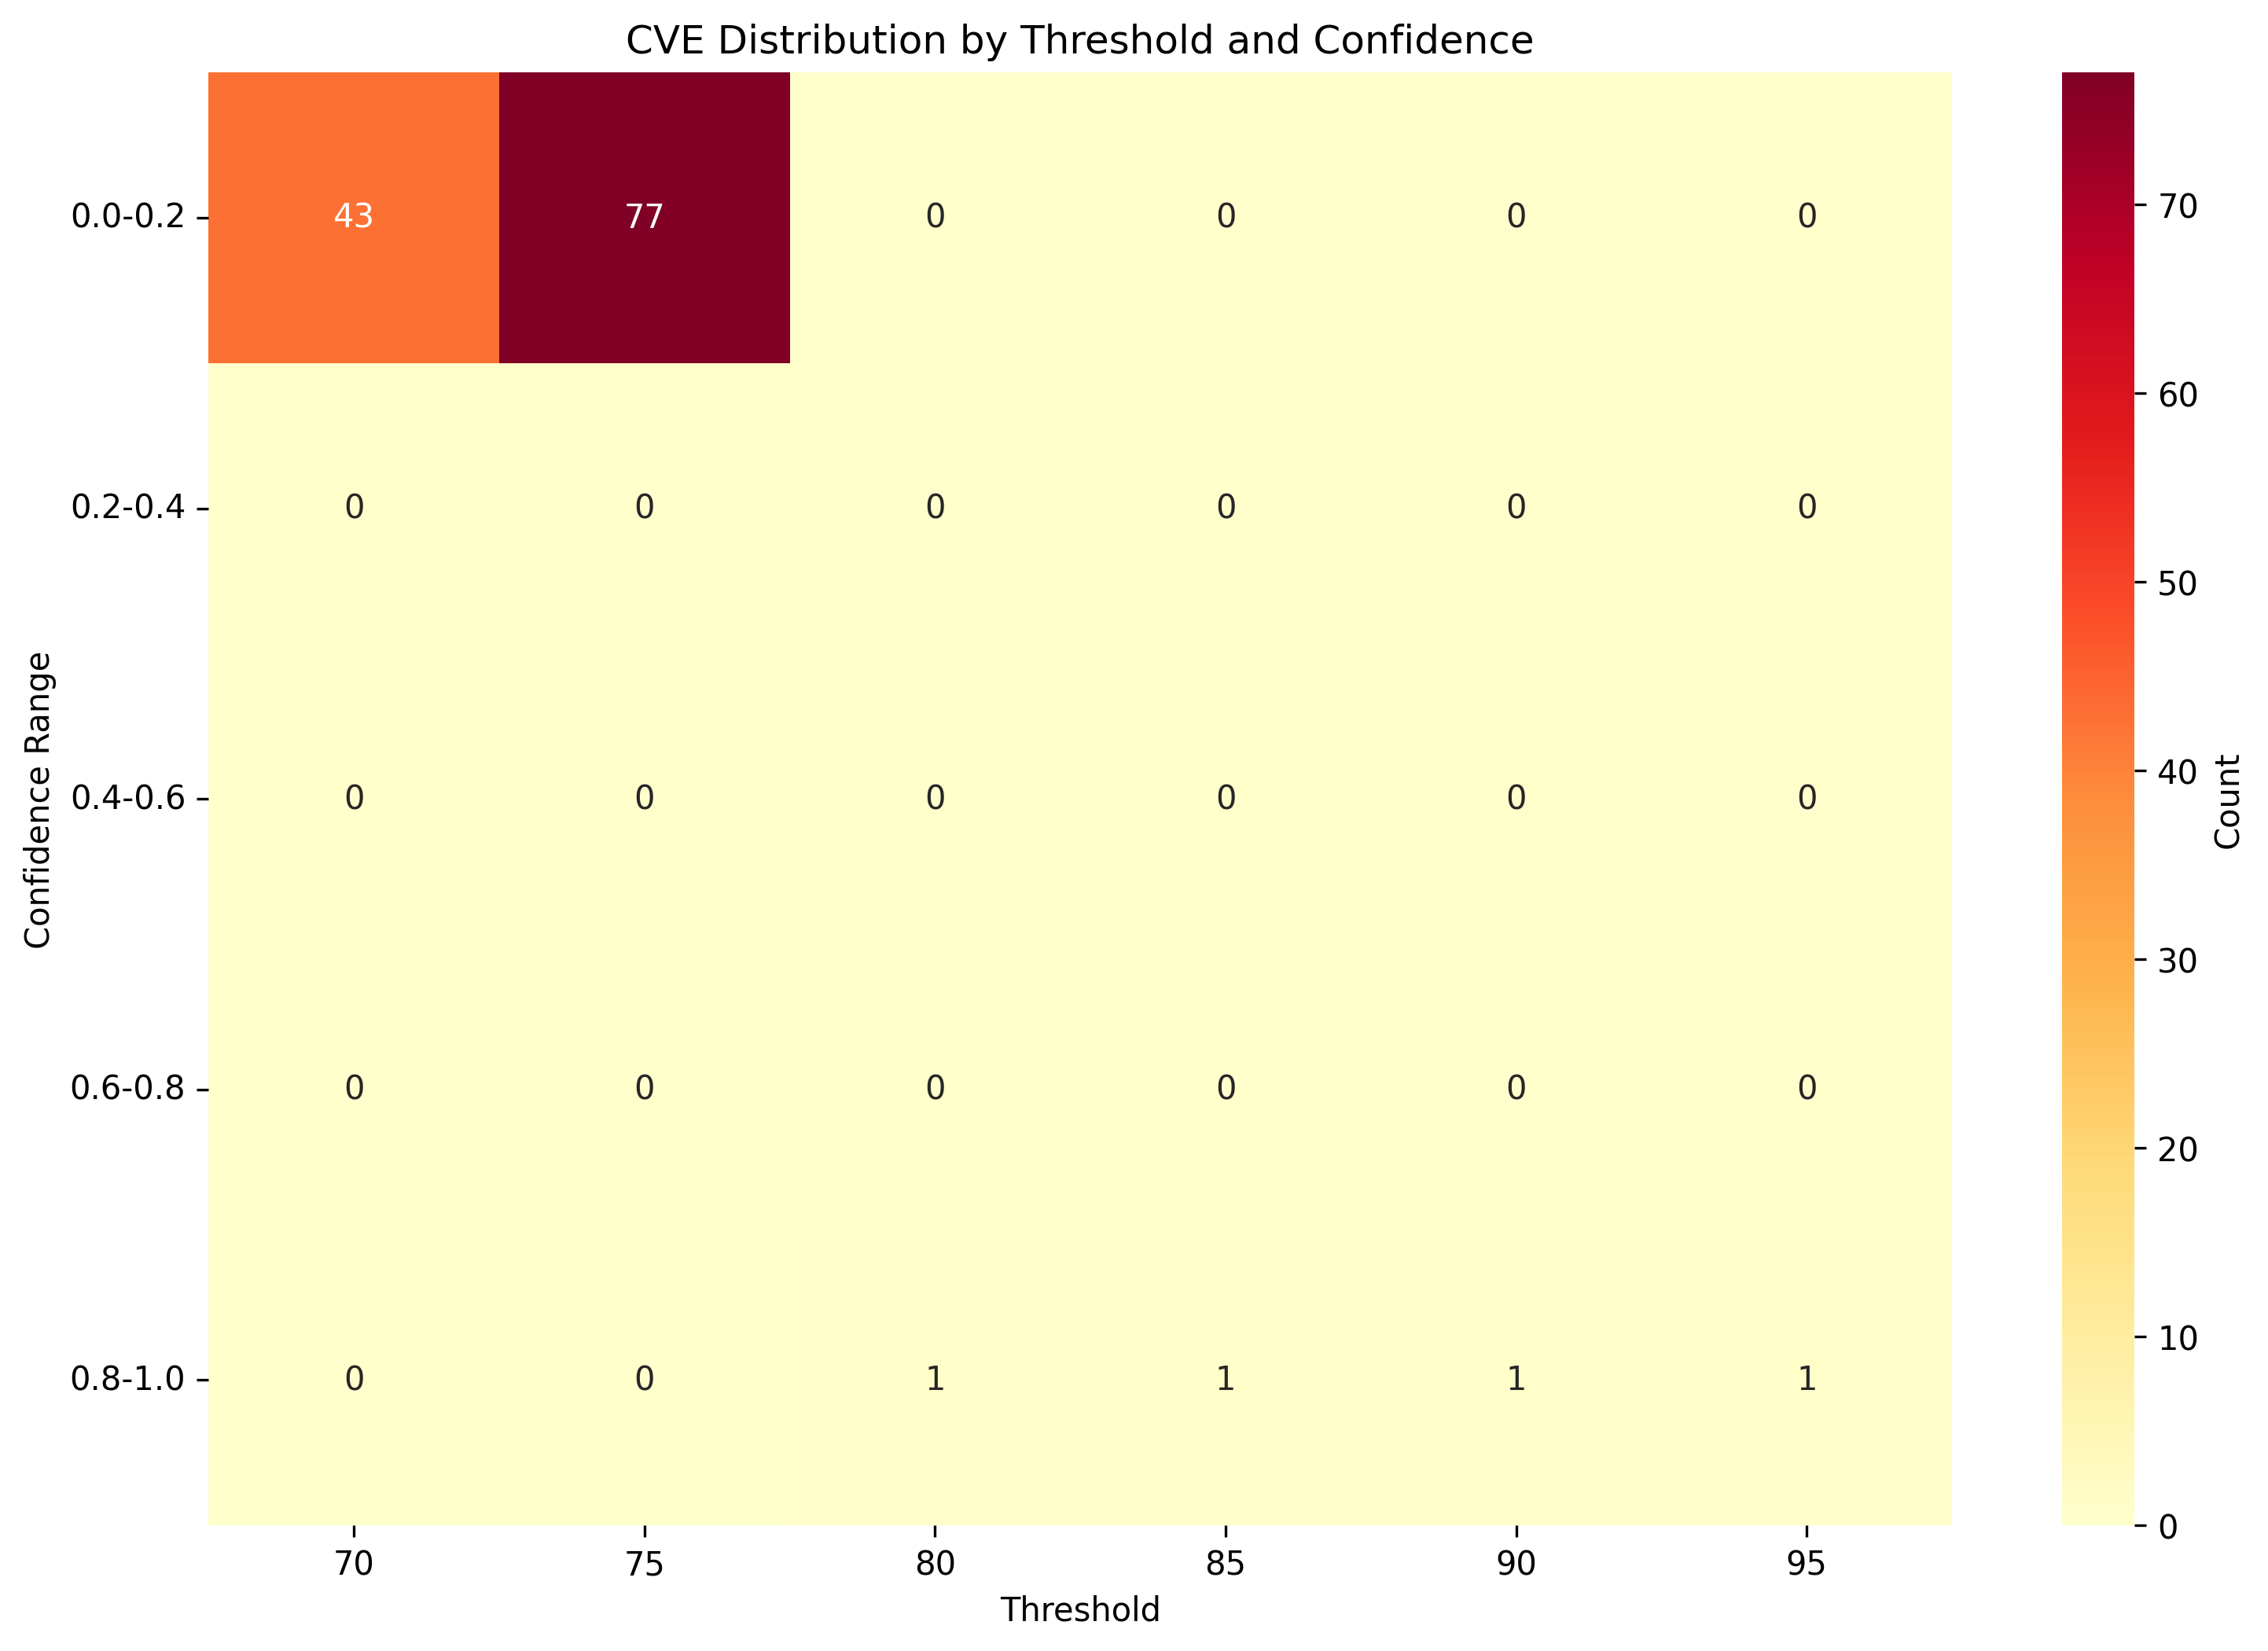 CVE Distribution by Threshold and Confidence
Confidence Range
0.0-0.2 43 77 0 0 0 0
0.2-0.4 0 0 0 0 0 0
0.4-0.6 0 0 0 0 0 0
0.6-0.8 0 0 0 0 0 0
0.8-1.0 0 0 1 1 1 1
70 75 80 85 90 95
Threshold
70
60
50
40
30
20
10
0
Count